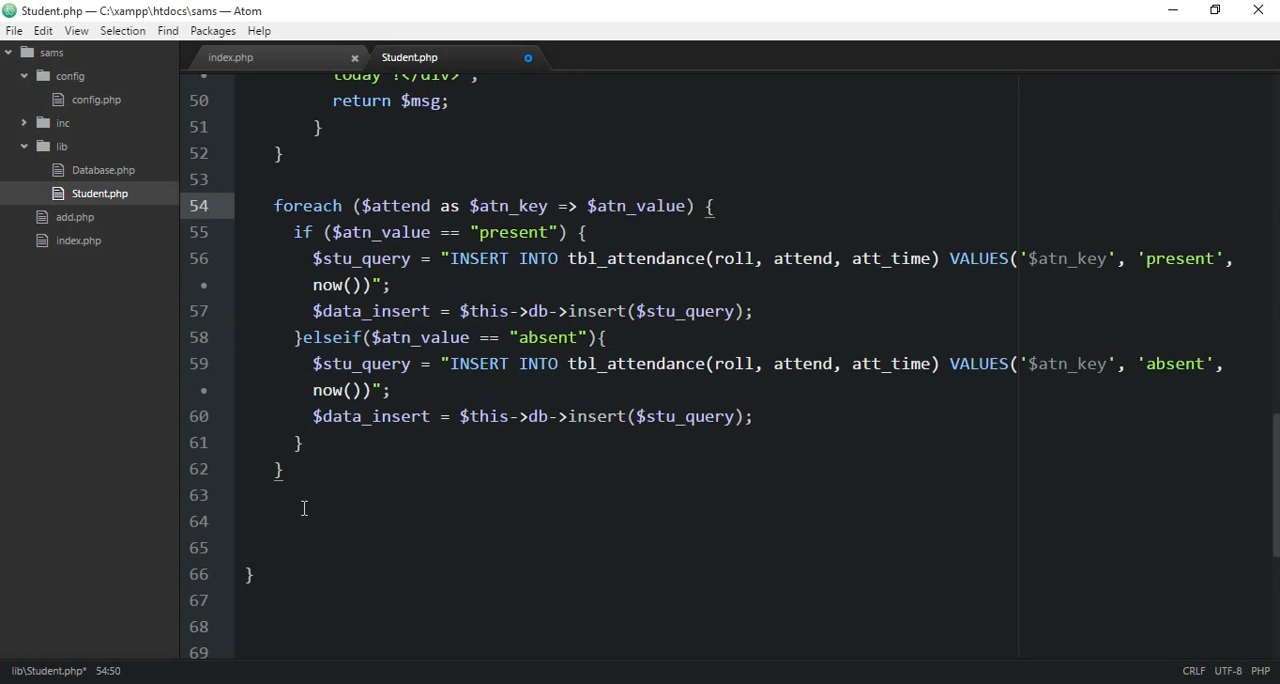 Student.php — C:\xampp\htdocs\sams — Atom
File Edit View Selection Find Packages Help
sams
config
config.php
inc
lib
Database.php
Student.php
add.php
index.php
index.php
Student.php
• today !</div>";
50 return $msg;
51 }
52 }
53
54 foreach ($attend as $atn_key => $atn_value) {
55 if ($atn_value == "present") {
56 $stu_query = "INSERT INTO tbl_attendance(roll, attend, att_time) VALUES('$atn_key', 'present',
• now())";
57 $data_insert = $this->db->insert($stu_query);
58 }elseif($atn_value == "absent"){
59 $stu_query = "INSERT INTO tbl_attendance(roll, attend, att_time) VALUES('$atn_key', 'absent',
• now())";
60 $data_insert = $this->db->insert($stu_query);
61 }
62 }
63
64
65
66 }
67
68
69
lib\Student.php* 54:50
CRLF UTF-8 PHP